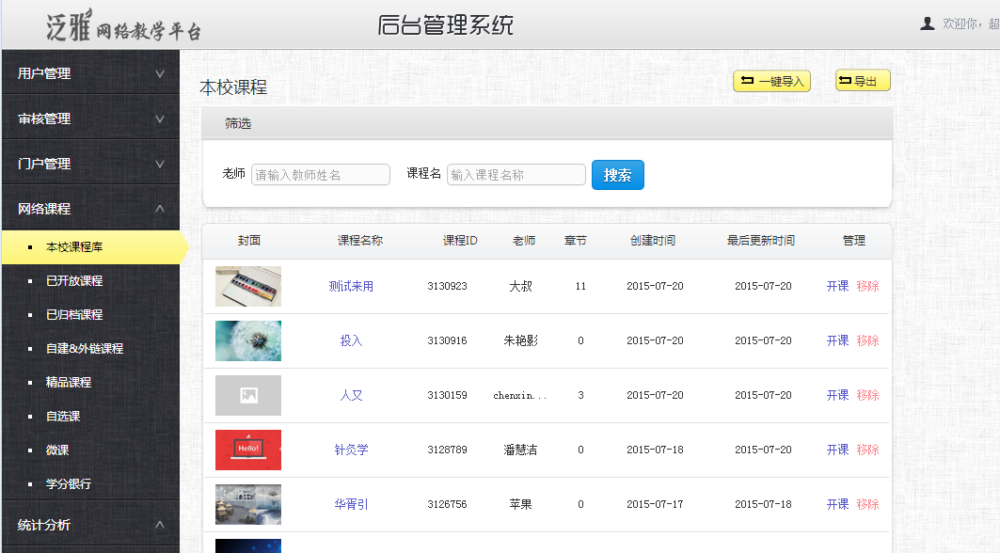 泛雅网络教学平台
后台管理系统
欢迎你，超
用户管理
审核管理
门户管理
网络课程
本校课程库
已开放课程
已归档课程
自建&外链课程
精品课程
自选课
微课
学分银行
统计分析
本校课程
一键导入
导出
筛选
老师 请输入教师姓名 课程名 输入课程名称 搜索
封面 课程名称 课程ID 老师 章节 创建时间 最后更新时间 管理
测试来用 3130923 大叔 11 2015-07-20 2015-07-20 开课 移除
投入 3130916 朱艳影 0 2015-07-20 2015-07-20 开课 移除
人又 3130159 chenxin... 3 2015-07-20 2015-07-20 开课 移除
Hello!
针灸学 3128789 潘慧洁 0 2015-07-18 2015-07-20 开课 移除
华胥引 3126756 苹果 0 2015-07-17 2015-07-18 开课 移除